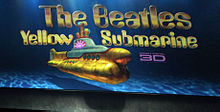 The Beatles
Yellow Submarine
3D